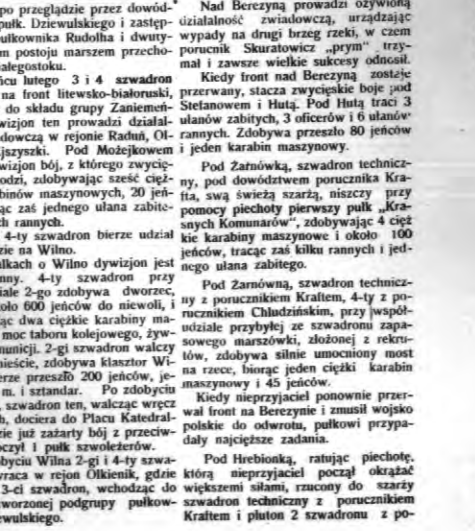 po przeglądzie przez dowód-
pułk. Dziewulskiego i zastęp-
ułkownika Rudolha i dwuty-
m postoju marszem przecho-
ałegostoku.
cu lutego 3 i 4 szwadron
na front litewsko-białoruski,
do składu grupy Zaniemeń-
wizjon ten prowadzi działal-
dowczą w rejonie Raduń, Ol-
jszyszki. Pod Możejkowem
wizjon bój, z którego zwycię-
odzi, zdobywając sześć cięż-
binów maszynowych, 20 jeń-
ąc zaś jednego ułana zabite-
ch rannych.
4-ty szwadron bierze udział
zie na Wilno.
lkach o Wilno dywizjon jest
nny. 4-ty szwadron przy
iale 2-go zdobywa dworzec,
oło 600 jeńców do niewoli, i
ąc dwa ciężkie karabiny ma-
moc taboru kolejowego, żyw-
municji. 2-gi szwadron walczy
mieście, zdobywa klasztor Wi-
erze przeszło 200 jeńców, je-
m. i sztandar. Po zdobyciu
, szwadron ten, walcząc wręcz
h, dociera do Placu Katedral-
zie już zażarty bój z przeciw-
oczył 1 pułk szwoleżerów.
obyciu Wilna 2-gi i 4-ty szwa-
wraca w rejon Olkienik, gdzie
3-ci szwadron, wchodząc do
worzonej podgrupy pułkow-
ewulskiego.
Nad Berezyną prowadzi ożywioną
działalność zwiadowczą, urządzając
wypady na drugi brzeg rzeki, w czem
porucznik Skuratowicz „prym" trzy-
mał i zawsze wielkie sukcesy odnosił.
Kiedy front nad Berezyną zostaje
przerwany, stacza zwycięskie boje pod
Stefanowem i Hutą. Pod Hutą traci 3
ułanów zabitych, 3 oficerów i 6 ułanów
rannych. Zdobywa przeszło 80 jeńców
i jeden karabin maszynowy.
Pod Żarnówką, szwadron technicz-
ny, pod dowództwem porucznika Kra-
fta, swą świeżą szarżą, niszczy przy
pomocy piechoty pierwszy pułk „Kra-
snych Komunarów", zdobywając 4 cięż
kie karabiny maszynowe i około 100
jeńców, tracąc zaś kilku rannych i jed-
nego ułana zabitego.
Pod Żarnowną, szwadron technicz-
ny z porucznikiem Kraftem, 4-ty z po-
rucznikiem Chludzińskim, przy współ-
udziale przybyłej ze szwadronu zapa-
sowego marszówki, złożonej z rekru-
tów, zdobywa silnie umocniony most
na rzece, biorąc jeden ciężki karabin
maszynowy i 45 jeńców.
Kiedy nieprzyjaciel ponownie przer-
wał front na Berezynie i zmusił wojsko
polskie do odwrotu, pułkowi przypa-
dały najcięższe zadania.
Pod Hrebionką, ratując piechotę,
którą nieprzyjaciel począł okrążać
większemi siłami, rzucony do szarży
szwadron techniczny z porucznikiem
Kraftem i pluton 2 szwadronu z po-